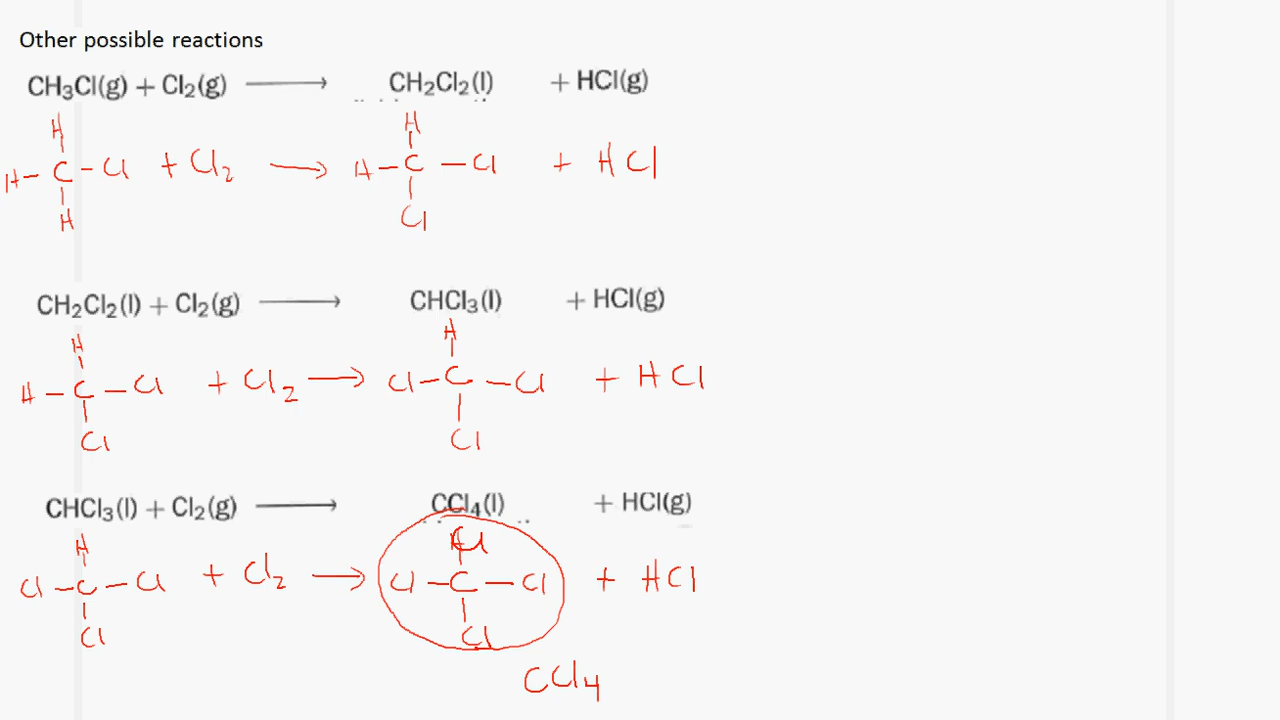 Other possible reactions
CH₃Cl(g) + Cl₂(g) ⟶ CH₂Cl₂(l) + HCl(g)
H H
H–C–Cl + Cl₂ → H–C–Cl + HCl
H Cl
CH₂Cl₂(l) + Cl₂(g) ⟶ CHCl₃(l) + HCl(g)
H H
H–C–Cl + Cl₂ → Cl–C–Cl + HCl
Cl Cl
CHCl₃(l) + Cl₂(g) ⟶ CCl₄(l) + HCl(g)
H Cl
Cl–C–Cl + Cl₂ → Cl–C–Cl + HCl
Cl Cl
CCl₄